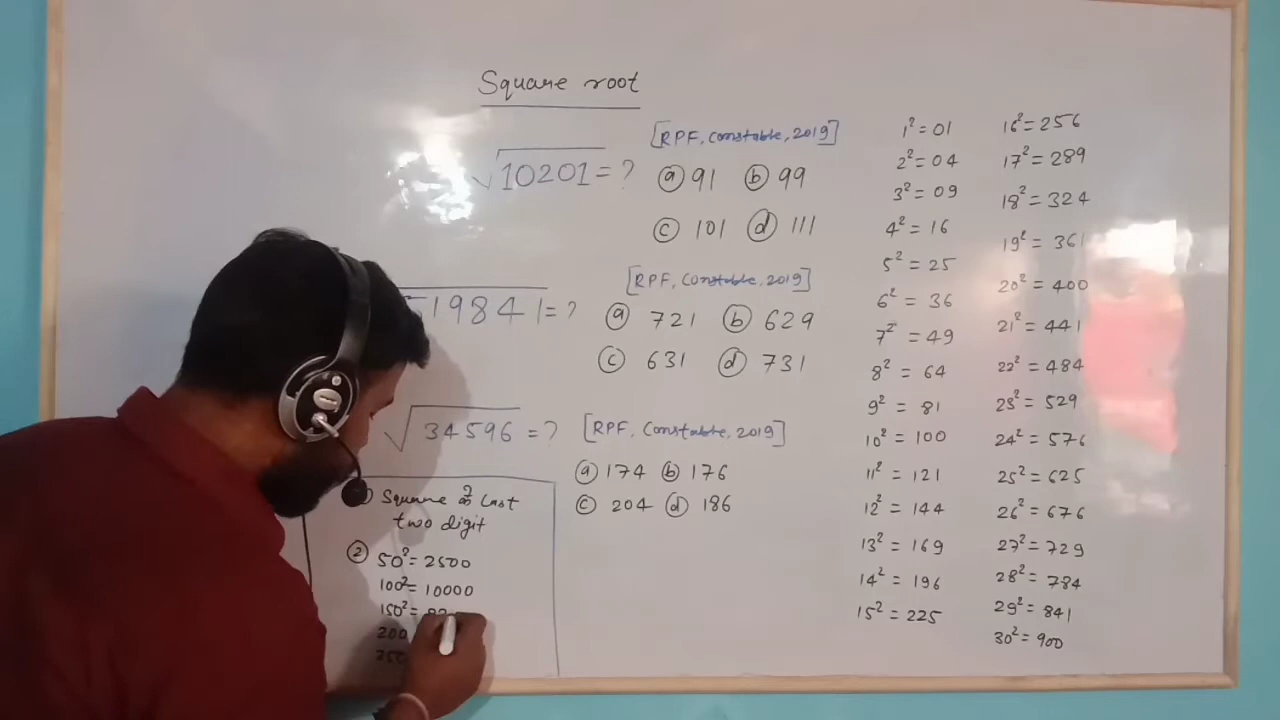 Square root
[RPF, Constable, 2019]
√10201 = ?
ⓐ 91 ⓑ 99
ⓒ 101 ⓓ 111
[RPF, Constable, 2019]
19841 = ?
ⓐ 721 ⓑ 629
ⓒ 631 ⓓ 731
√34596 = ?
[RPF, Constable, 2019]
ⓐ 174 ⓑ 176
ⓒ 204 ⓓ 186
Square Last
two digit
② 50² = 2500
100² = 10000
150² =
200
1² = 01
2² = 04
3² = 09
4² = 16
5² = 25
6² = 36
7² = 49
8² = 64
9² = 81
10² = 100
11² = 121
12² = 144
13² = 169
14² = 196
15² = 225
16² = 256
17² = 289
18² = 324
19² = 361
20² = 400
21² = 441
22² = 484
23² = 529
24² = 576
25² = 625
26² = 676
27² = 729
28² = 784
29² = 841
30² = 900